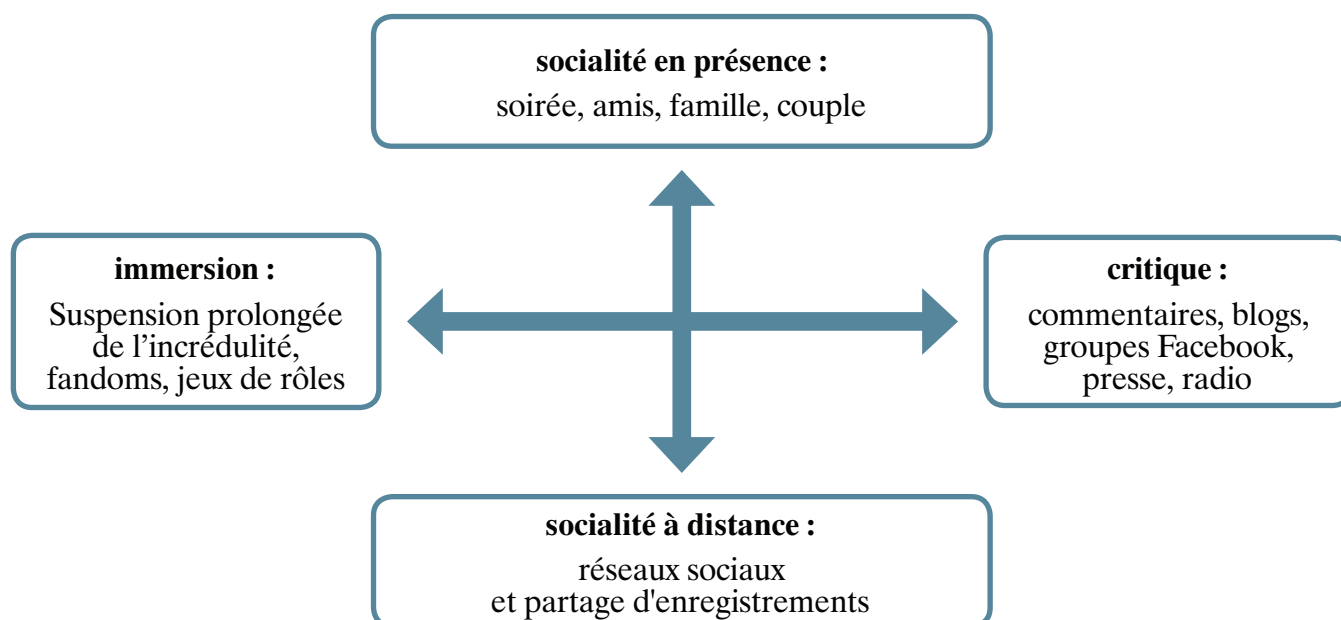 socialité en présence :
soirée, amis, famille, couple
immersion :
Suspension prolongée
de l’incrédulité,
fandoms, jeux de rôles
critique :
commentaires, blogs,
groupes Facebook,
presse, radio
socialité à distance :
réseaux sociaux
et partage d'enregistrements